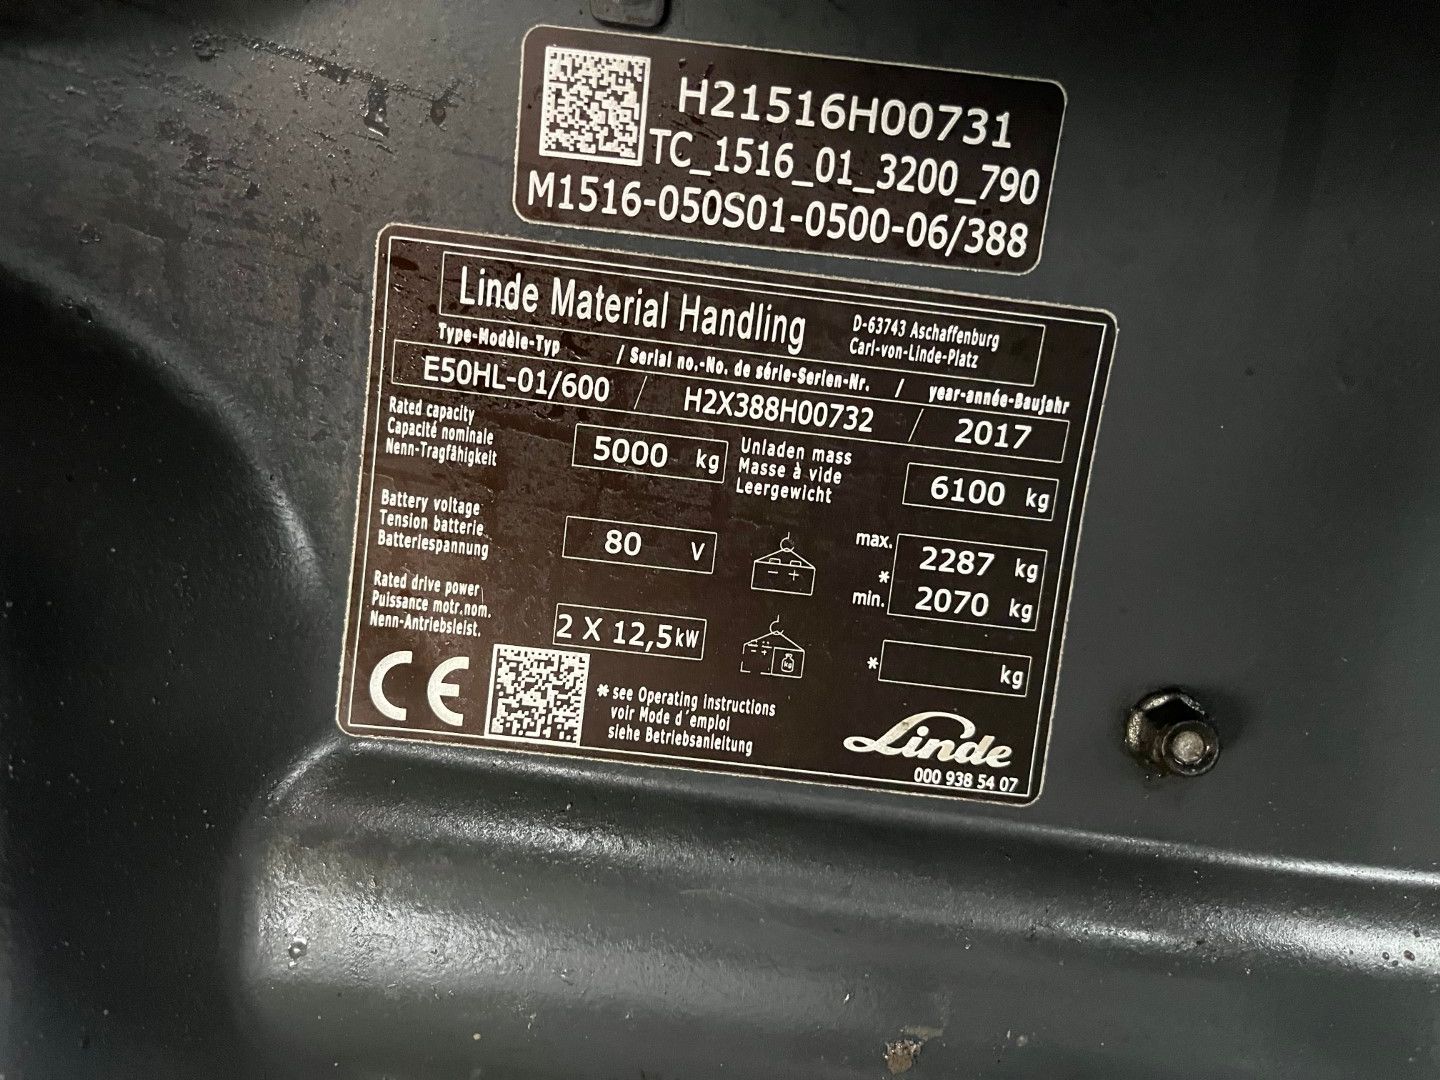 H21516H00731
TC_1516_01_3200_790
M1516-050S01-0500-06/388
Linde Material Handling
D-63743 Aschaffenburg
Carl-von-Linde-Platz
Type-Modèle-Typ / Serial no.-No. de série-Serien-Nr. / year-année-Baujahr
E50HL-01/600 / H2X388H00732 / 2017
Rated capacity
Capacité nominale
Nenn-Tragfähigkeit
5000 kg
Unladen mass
Masse à vide
Leergewicht
6100 kg
Battery voltage
Tension batterie
Batteriespannung
80 V
max. 2287 kg
*
min. 2070 kg
Rated drive power
Puissance motr.nom.
Nenn-Antriebsleist.
2 X 12,5 kW
kg
* kg
CE
* see Operating instructions
voir Mode d´emploi
siehe Betriebsanleitung
Linde
000 938 54 07